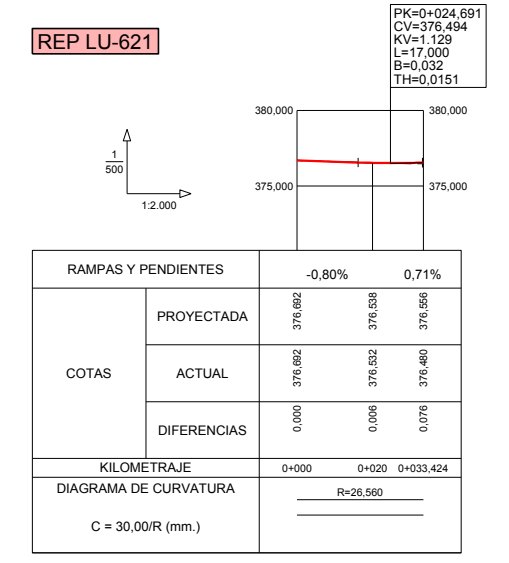 PK=0+024,691
CV=376,494
KV=1.129
L=17,000
B=0,032
TH=0,0151
REP LU-621
380,000 380,000
1
500
1:2.000
375,000 375,000
RAMPAS Y PENDIENTES -0,80% 0,71%
COTAS
PROYECTADA 376,692 376,538 376,556
ACTUAL 376,692 376,532 376,480
DIFERENCIAS 0,000 0,006 0,076
KILOMETRAJE 0+000 0+020 0+033,424
DIAGRAMA DE CURVATURA R=26,560
C = 30,00/R (mm.)